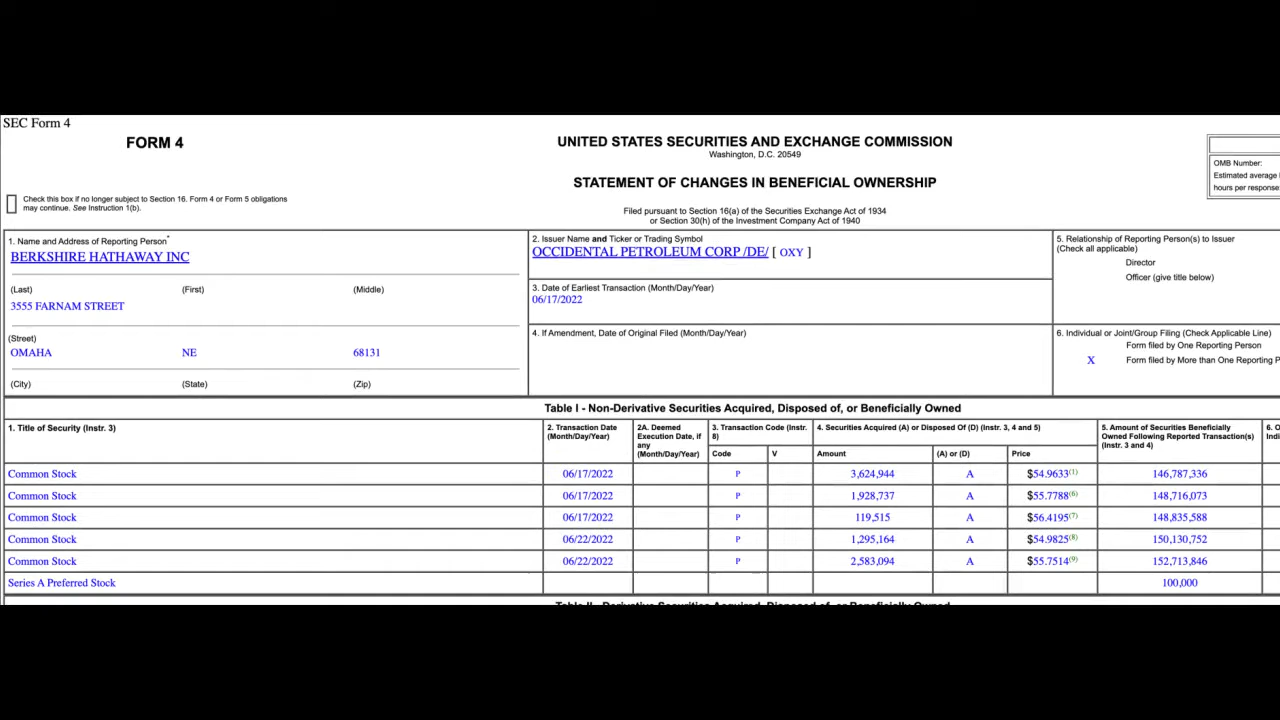 SEC Form 4
FORM 4
UNITED STATES SECURITIES AND EXCHANGE COMMISSION
Washington, D.C. 20549
STATEMENT OF CHANGES IN BENEFICIAL OWNERSHIP
Filed pursuant to Section 16(a) of the Securities Exchange Act of 1934
or Section 30(h) of the Investment Company Act of 1940
OMB Number:
Estimated average
hours per response:
Check this box if no longer subject to Section 16. Form 4 or Form 5 obligations
may continue. See Instruction 1(b).
1. Name and Address of Reporting Person*
BERKSHIRE HATHAWAY INC
(Last) (First) (Middle)
3555 FARNAM STREET
(Street)
OMAHA NE 68131
(City) (State) (Zip)
2. Issuer Name and Ticker or Trading Symbol
OCCIDENTAL PETROLEUM CORP /DE/ [ OXY ]
3. Date of Earliest Transaction (Month/Day/Year)
06/17/2022
4. If Amendment, Date of Original Filed (Month/Day/Year)
5. Relationship of Reporting Person(s) to Issuer
(Check all applicable)
Director
Officer (give title below)
6. Individual or Joint/Group Filing (Check Applicable Line)
Form filed by One Reporting Person
X Form filed by More than One Reporting P
Table I - Non-Derivative Securities Acquired, Disposed of, or Beneficially Owned
1. Title of Security (Instr. 3)
2. Transaction Date
(Month/Day/Year)
2A. Deemed
Execution Date, if
any
(Month/Day/Year)
3. Transaction Code (Instr.
8)
Code V
4. Securities Acquired (A) or Disposed Of (D) (Instr. 3, 4 and 5)
Amount (A) or (D) Price
5. Amount of Securities Beneficially
Owned Following Reported Transaction(s)
(Instr. 3 and 4)
6. O
Indi
Common Stock 06/17/2022 P 3,624,944 A $54.9633(1) 146,787,336
Common Stock 06/17/2022 P 1,928,737 A $55.7788(6) 148,716,073
Common Stock 06/17/2022 P 119,515 A $56.4195(7) 148,835,588
Common Stock 06/22/2022 P 1,295,164 A $54.9825(8) 150,130,752
Common Stock 06/22/2022 P 2,583,094 A $55.7514(9) 152,713,846
Series A Preferred Stock 100,000
Table II - Derivative Securities Acquired, Disposed of, or Beneficially Owned